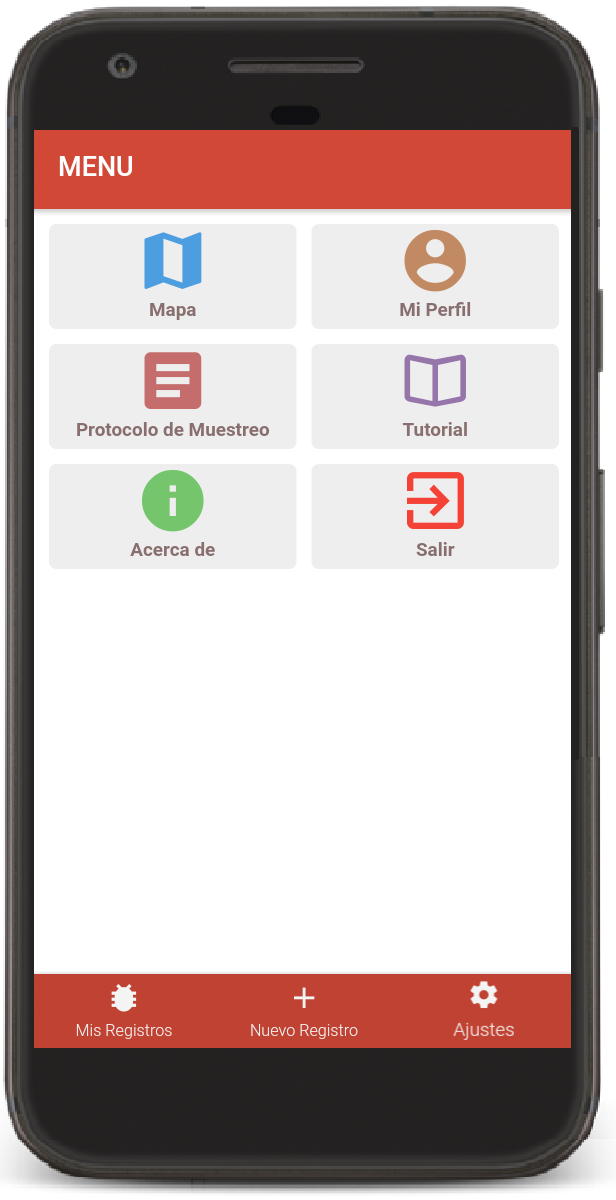 MENU
Mapa
Mi Perfil
Protocolo de Muestreo
Tutorial
Acerca de
Salir
Mis Registros
Nuevo Registro
Ajustes